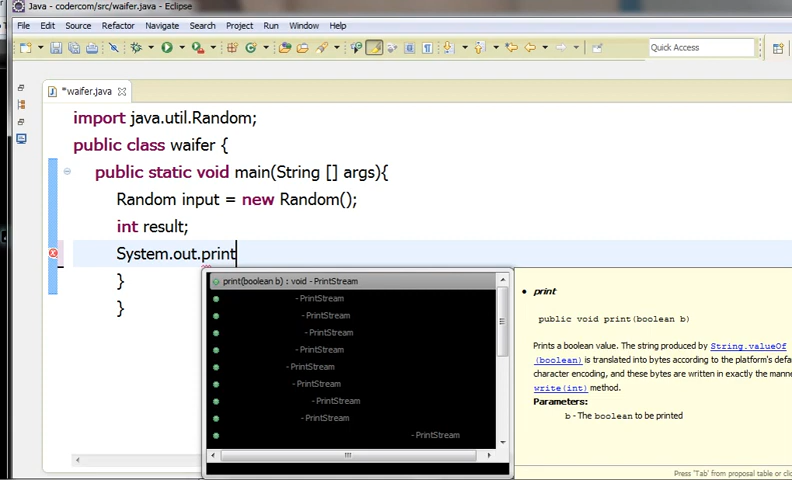 Java - codercom/src/waifer.java - Eclipse
File Edit Source Refactor Navigate Search Project Run Window Help
Quick Access
*waifer.java
import java.util.Random;
public class waifer {
public static void main(String [] args){
Random input = new Random();
int result;
System.out.print
}
}
print(boolean b) : void - PrintStream
- PrintStream
- PrintStream
- PrintStream
- PrintStream
- PrintStream
- PrintStream
- PrintStream
- PrintStream
- PrintStream
print
public void print(boolean b)
Prints a boolean value. The string produced by String.valueOf
(boolean) is translated into bytes according to the platform's defa
character encoding, and these bytes are written in exactly the manne
write(int) method.
Parameters:
b - The boolean to be printed
Press 'Tab' from proposal table or clic